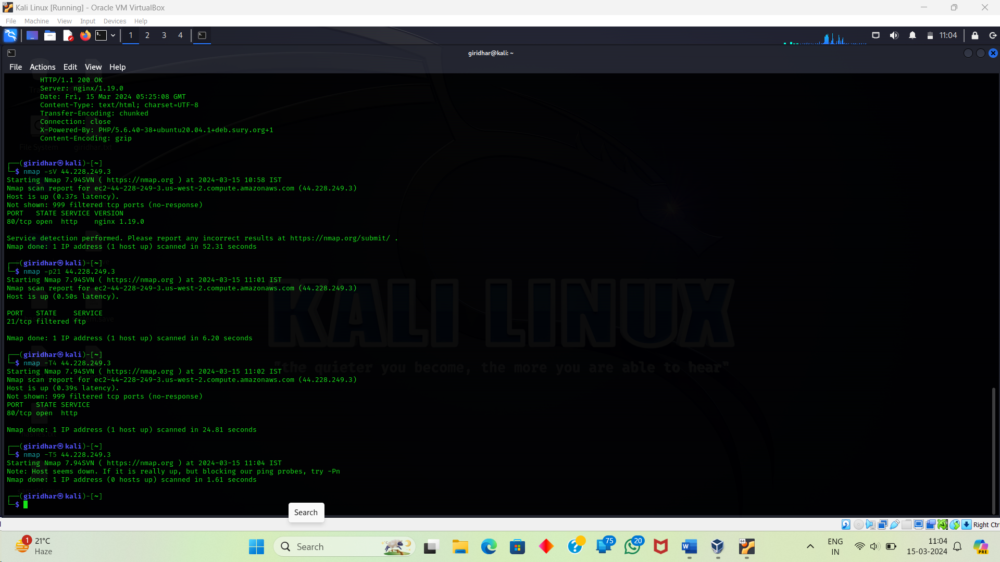 Kali Linux [Running] - Oracle VM VirtualBox
File Machine View Input Devices Help
1 2 3 4
11:04
giridhar@kali: ~
File Actions Edit View Help
HTTP/1.1 200 OK
Server: nginx/1.19.0
Date: Fri, 15 Mar 2024 05:25:08 GMT
Content-Type: text/html; charset=UTF-8
Transfer-Encoding: chunked
Connection: close
X-Powered-By: PHP/5.6.40-38+ubuntu20.04.1+deb.sury.org+1
Content-Encoding: gzip
File System giridhar.txt
┌──(giridhar㉿kali)-[~]
└─$ nmap -sV 44.228.249.3
Starting Nmap 7.94SVN ( https://nmap.org ) at 2024-03-15 10:58 IST
Nmap scan report for ec2-44-228-249-3.us-west-2.compute.amazonaws.com (44.228.249.3)
Host is up (0.37s latency).
Not shown: 999 filtered tcp ports (no-response)
PORT   STATE SERVICE VERSION
80/tcp open  http    nginx 1.19.0
Service detection performed. Please report any incorrect results at https://nmap.org/submit/ .
Nmap done: 1 IP address (1 host up) scanned in 52.31 seconds
┌──(giridhar㉿kali)-[~]
└─$ nmap -p21 44.228.249.3
Starting Nmap 7.94SVN ( https://nmap.org ) at 2024-03-15 11:01 IST
Nmap scan report for ec2-44-228-249-3.us-west-2.compute.amazonaws.com (44.228.249.3)
Host is up (0.50s latency).
PORT   STATE    SERVICE
21/tcp filtered ftp
Nmap done: 1 IP address (1 host up) scanned in 6.20 seconds
┌──(giridhar㉿kali)-[~]
└─$ nmap -T4 44.228.249.3
Starting Nmap 7.94SVN ( https://nmap.org ) at 2024-03-15 11:02 IST
Nmap scan report for ec2-44-228-249-3.us-west-2.compute.amazonaws.com (44.228.249.3)
Host is up (0.39s latency).
Not shown: 999 filtered tcp ports (no-response)
PORT   STATE SERVICE
80/tcp open  http
Nmap done: 1 IP address (1 host up) scanned in 24.81 seconds
┌──(giridhar㉿kali)-[~]
└─$ nmap -T5 44.228.249.3
Starting Nmap 7.94SVN ( https://nmap.org ) at 2024-03-15 11:04 IST
Note: Host seems down. If it is really up, but blocking our ping probes, try -Pn
Nmap done: 1 IP address (0 hosts up) scanned in 1.61 seconds
┌──(giridhar㉿kali)-[~]
└─$
KALI LINUX
"the quieter you become, the more you are able to hear"
Search
Right Ctr
1
21°C
Haze
Search
75
20
64
PRE
ENG
IN
11:04
15-03-2024